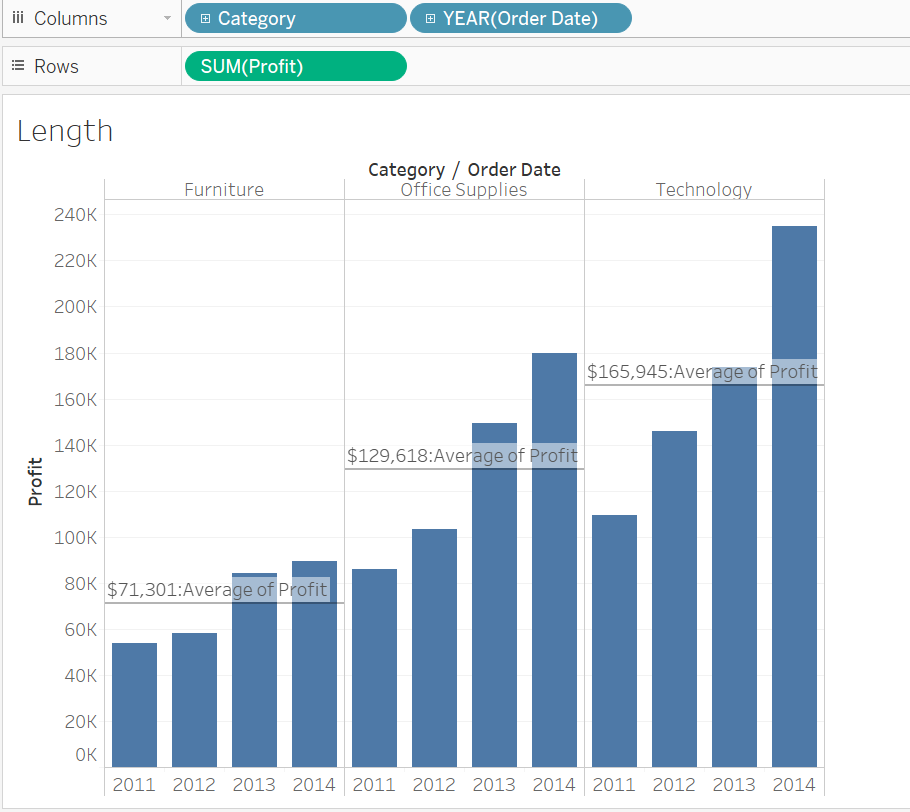 Columns
Category
YEAR(Order Date)
Rows
SUM(Profit)
Length
Category / Order Date
Furniture
Office Supplies
Technology
240K
220K
200K
180K
160K
140K
120K
100K
80K
60K
40K
20K
0K
Profit
$71,301:Average of Profit
$129,618:Average of Profit
$165,945:Average of Profit
2011 2012 2013 2014 2011 2012 2013 2014 2011 2012 2013 2014